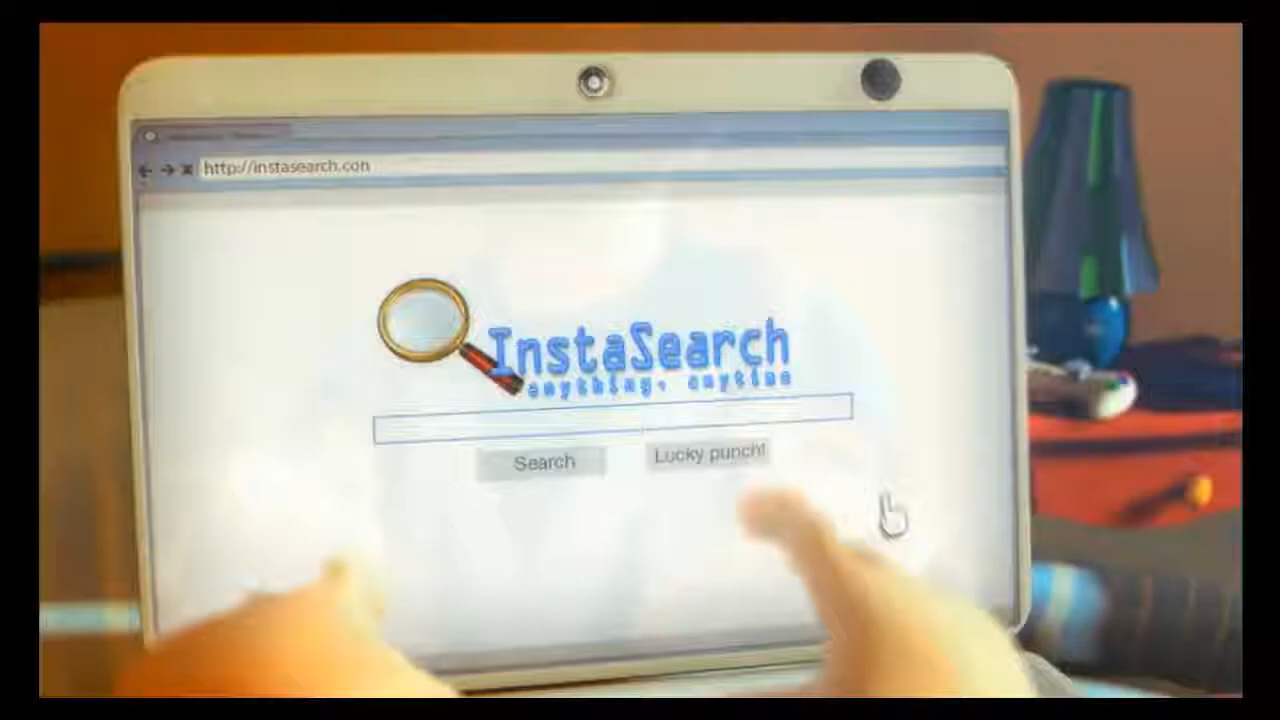 http://instasearch.con
InstaSearch
anything, anytime
Search
Lucky punch!